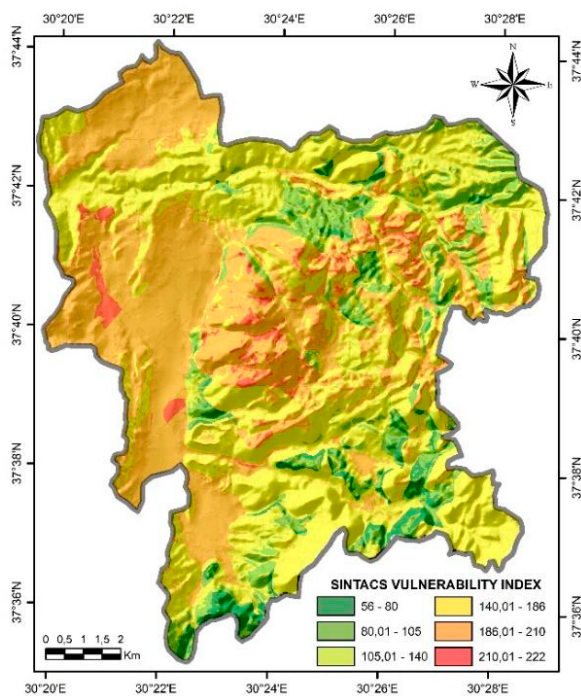 30°20'E 30°22'E 30°24'E 30°26'E 30°28'E
37°44'N 37°44'N
N
W E
S
37°42'N 37°42'N
37°40'N 37°40'N
37°38'N 37°38'N
37°36'N 37°36'N
SINTACS VULNERABILITY INDEX
56 - 80 140,01 - 186
80,01 - 105 186,01 - 210
105,01 - 140 210,01 - 222
0 0,5 1 1,5 2
Km
30°20'E 30°22'E 30°24'E 30°26'E 30°28'E